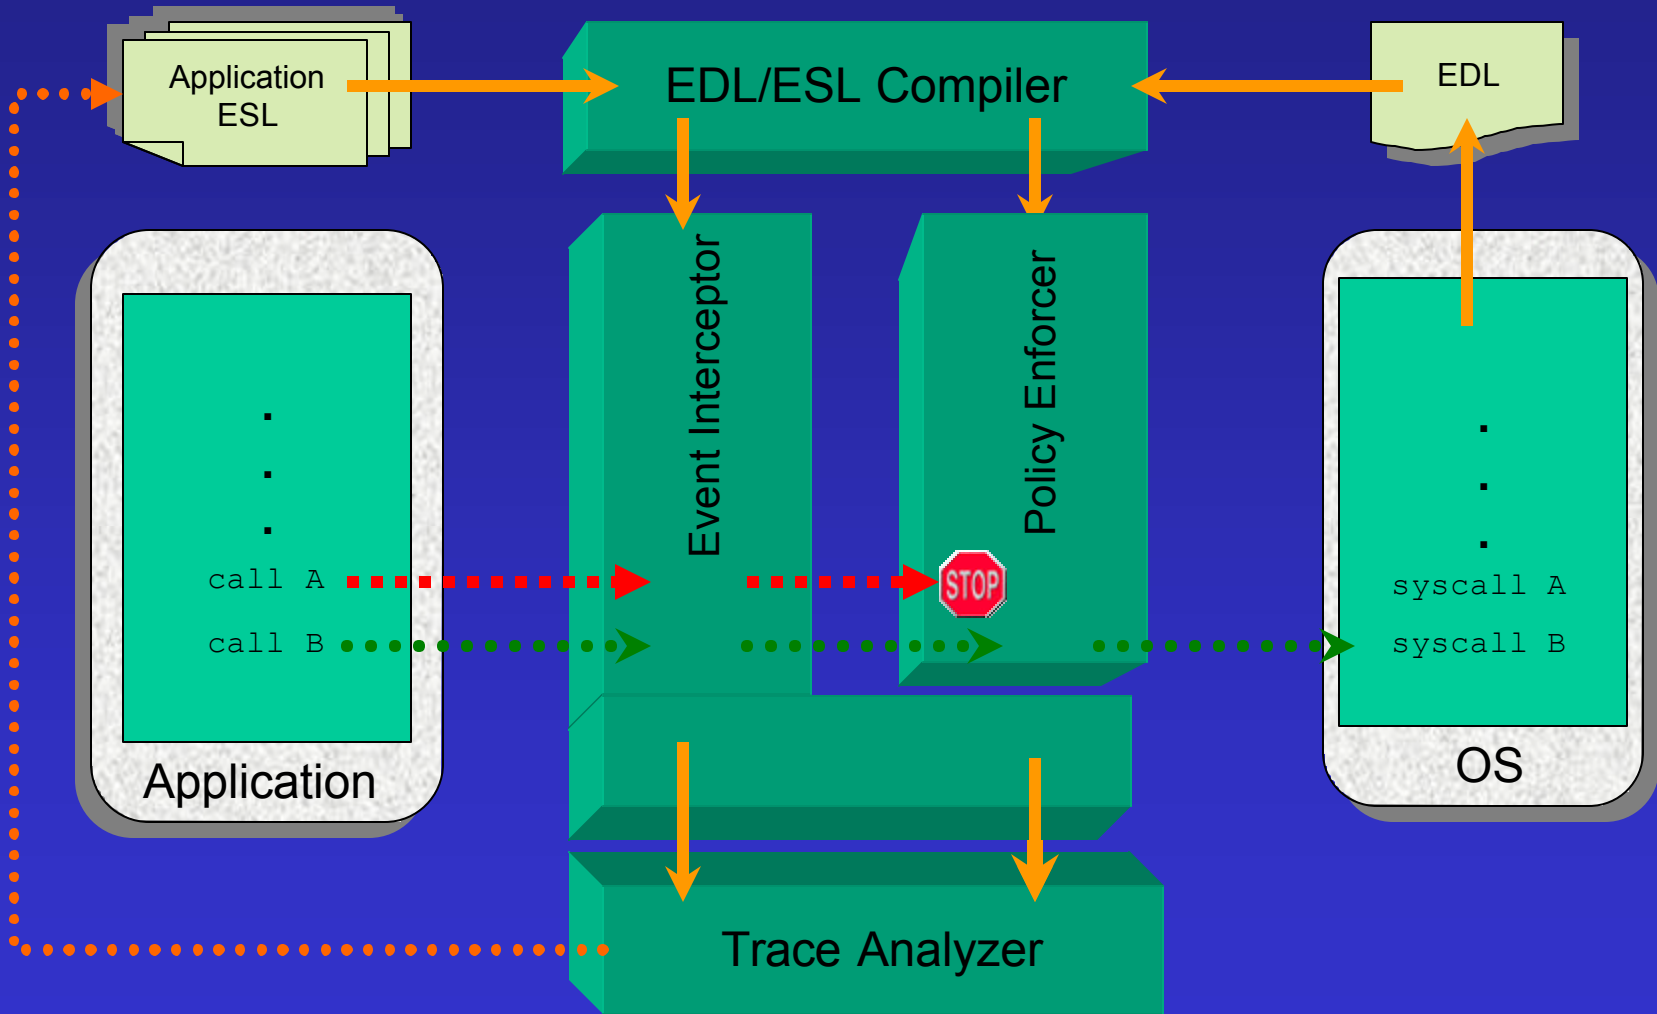 Application
ESL
EDL/ESL Compiler
EDL
Event Interceptor
Policy Enforcer
.
.
.
call A
call B
STOP
.
.
.
syscall A
syscall B
Application
OS
Trace Analyzer